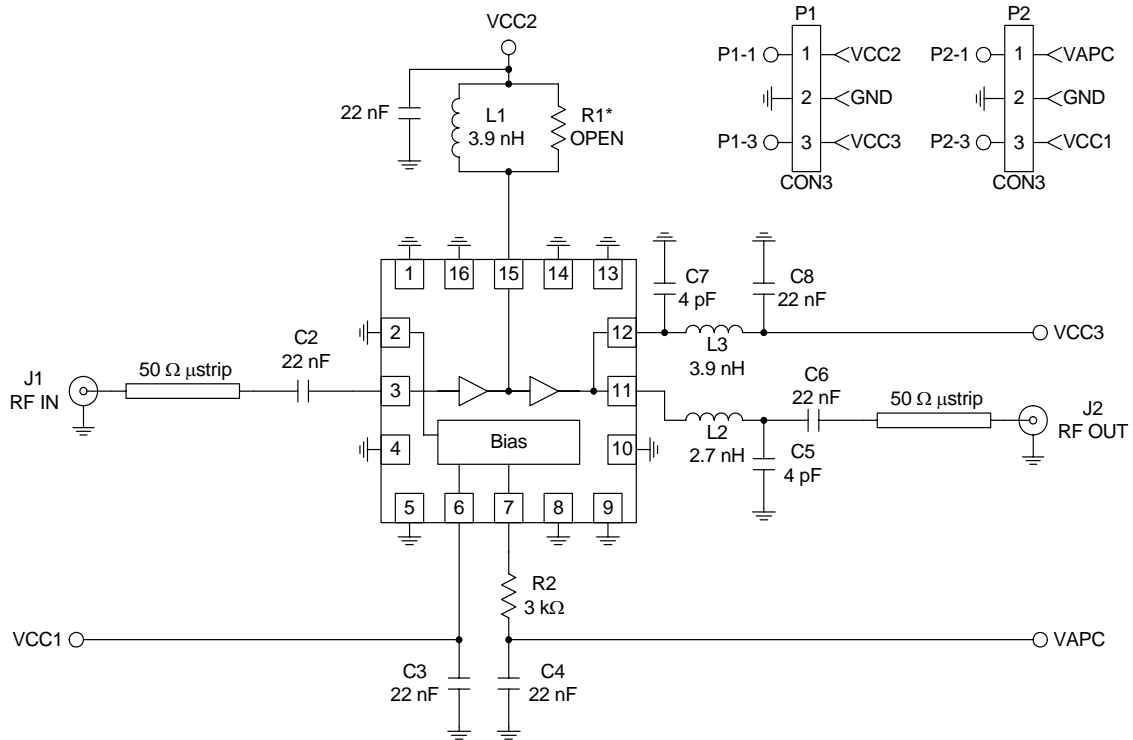 VCC2
P1
P2
P1-1
1
VCC2
P2-1
1
VAPC
22 nF
L1
3.9 nH
R1*
OPEN
2
GND
2
GND
P1-3
3
VCC3
P2-3
3
VCC1
CON3
CON3
1
16
15
14
13
C7
4 pF
C8
22 nF
2
12
VCC3
L3
3.9 nH
C2
22 nF
J1
RF IN
50 Ω µstrip
3
11
C6
22 nF
50 Ω µstrip
J2
RF OUT
L2
2.7 nH
C5
4 pF
4
Bias
10
5
6
7
8
9
R2
3 kΩ
VCC1
VAPC
C3
22 nF
C4
22 nF